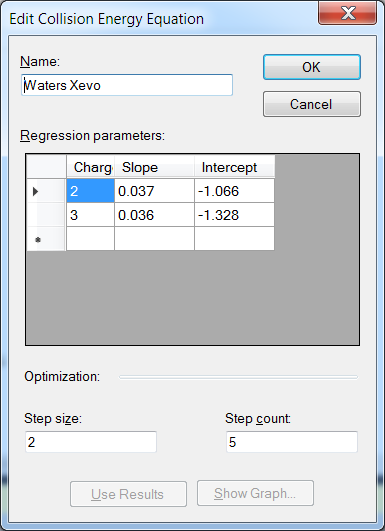 Edit Collision Energy Equation
Name:
OK
Waters Xevo
Cancel
Regression parameters:
Charg Slope Intercept
2 0.037 -1.066
3 0.036 -1.328
*
Optimization:
Step size: Step count:
2 5
Use Results Show Graph...